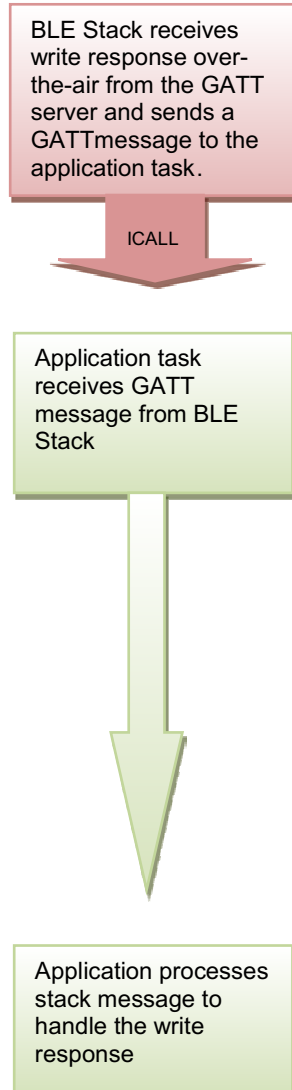 BLE Stack receives
write response over-
the-air from the GATT
server and sends a
GATTmessage to the
application task.
ICALL
Application task
receives GATT
message from BLE
Stack
Application processes
stack message to
handle the write
response